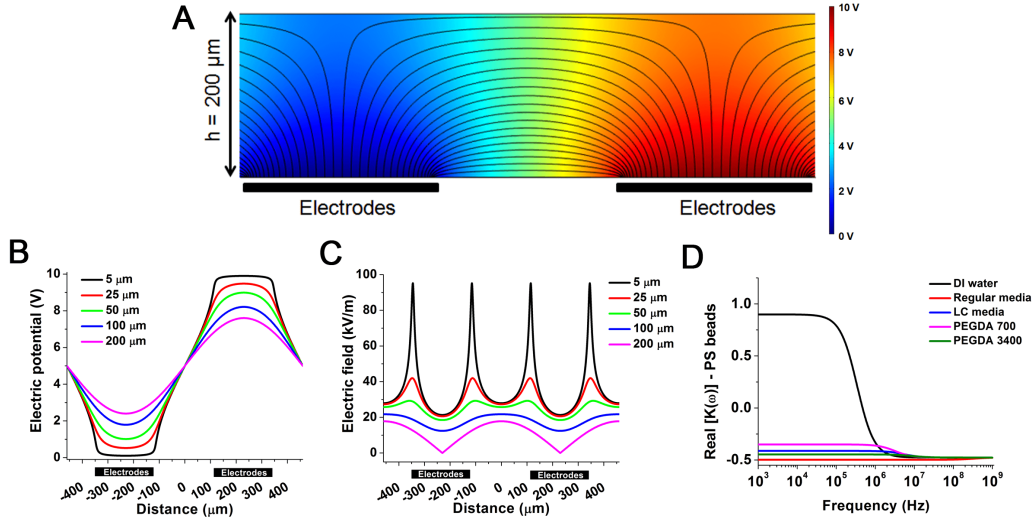 A
h = 200 µm
Electrodes
Electrodes
10 V
8 V
6 V
4 V
2 V
0 V
B
Electric potential (V)
10
8
6
4
2
0
5 µm
25 µm
50 µm
100 µm
200 µm
Electrodes
Electrodes
-400 -300 -200 -100 0 100 200 300 400
Distance (µm)
C
Electric field (kV/m)
100
80
60
40
20
0
5 µm
25 µm
50 µm
100 µm
200 µm
Electrodes
Electrodes
-400 -300 -200 -100 0 100 200 300 400
Distance (µm)
D
Real [K(ω)] - PS beads
1.0
0.5
0.0
-0.5
DI water
Regular media
LC media
PEGDA 700
PEGDA 3400
10³ 10⁴ 10⁵ 10⁶ 10⁷ 10⁸ 10⁹
Frequency (Hz)